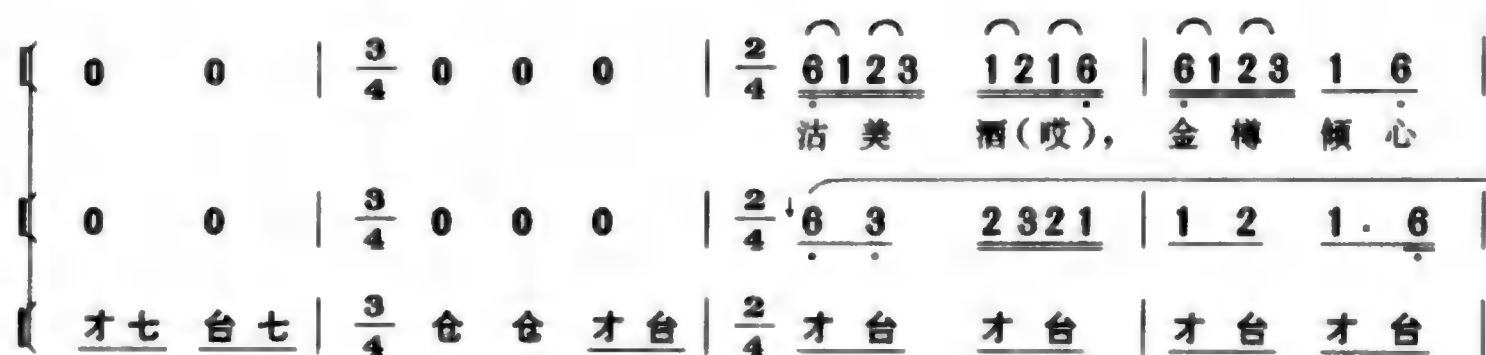 0 0 | 3/4 0 0 0 | 2/4 6123 1216 | 6123 1 6 |
沽美 酒(哎), 金樽 倾心
0 0 | 3/4 0 0 0 | 2/4 ↓6 3 2321 | 1 2 1. 6 |
才七 台七 | 3/4 仓 仓 才台 | 2/4 才台 才台 | 才台 才台 |